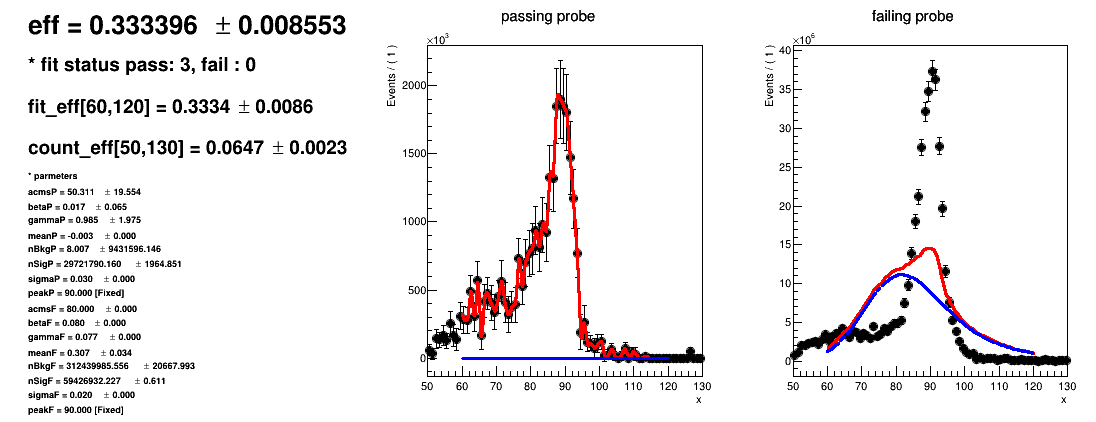 eff = 0.333396 ± 0.008553
* fit status pass: 3, fail : 0
fit_eff[60,120] = 0.3334 ± 0.0086
count_eff[50,130] = 0.0647 ± 0.0023
* parmeters
acmsP = 50.311 ± 19.554
betaP = 0.017 ± 0.065
gammaP = 0.985 ± 1.975
meanP = -0.003 ± 0.000
nBkgP = 8.007 ± 9431596.146
nSigP = 29721790.160 ± 1964.851
sigmaP = 0.030 ± 0.000
peakP = 90.000 [Fixed]
acmsF = 80.000 ± 0.000
betaF = 0.080 ± 0.000
gammaF = 0.077 ± 0.000
meanF = 0.307 ± 0.034
nBkgF = 312439985.556 ± 20667.993
nSigF = 59426932.227 ± 0.611
sigmaF = 0.020 ± 0.000
peakF = 90.000 [Fixed]
passing probe
×10³
Events / ( 1 )
2000
1500
1000
500
0
50 60 70 80 90 100 110 120 130
x
failing probe
×10⁶
Events / ( 1 )
40
35
30
25
20
15
10
5
0
50 60 70 80 90 100 110 120 130
x